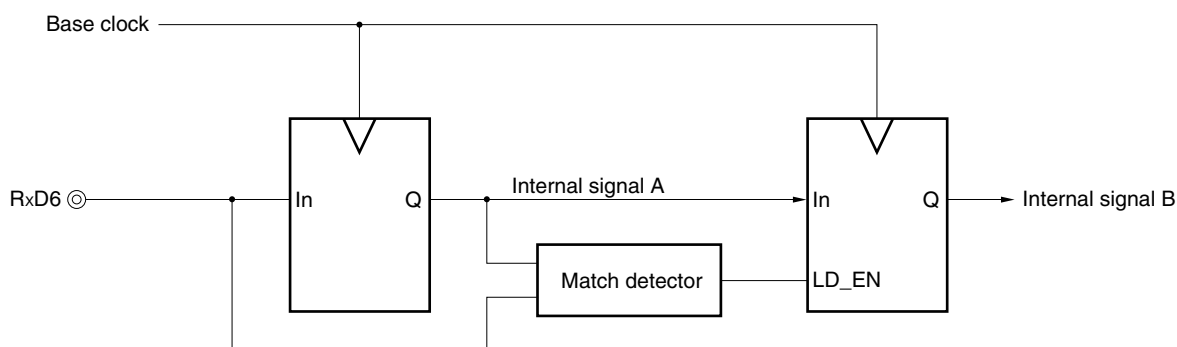 Base clock
RxD6
In
Q
Internal signal A
In
Q
Internal signal B
Match detector
LD_EN